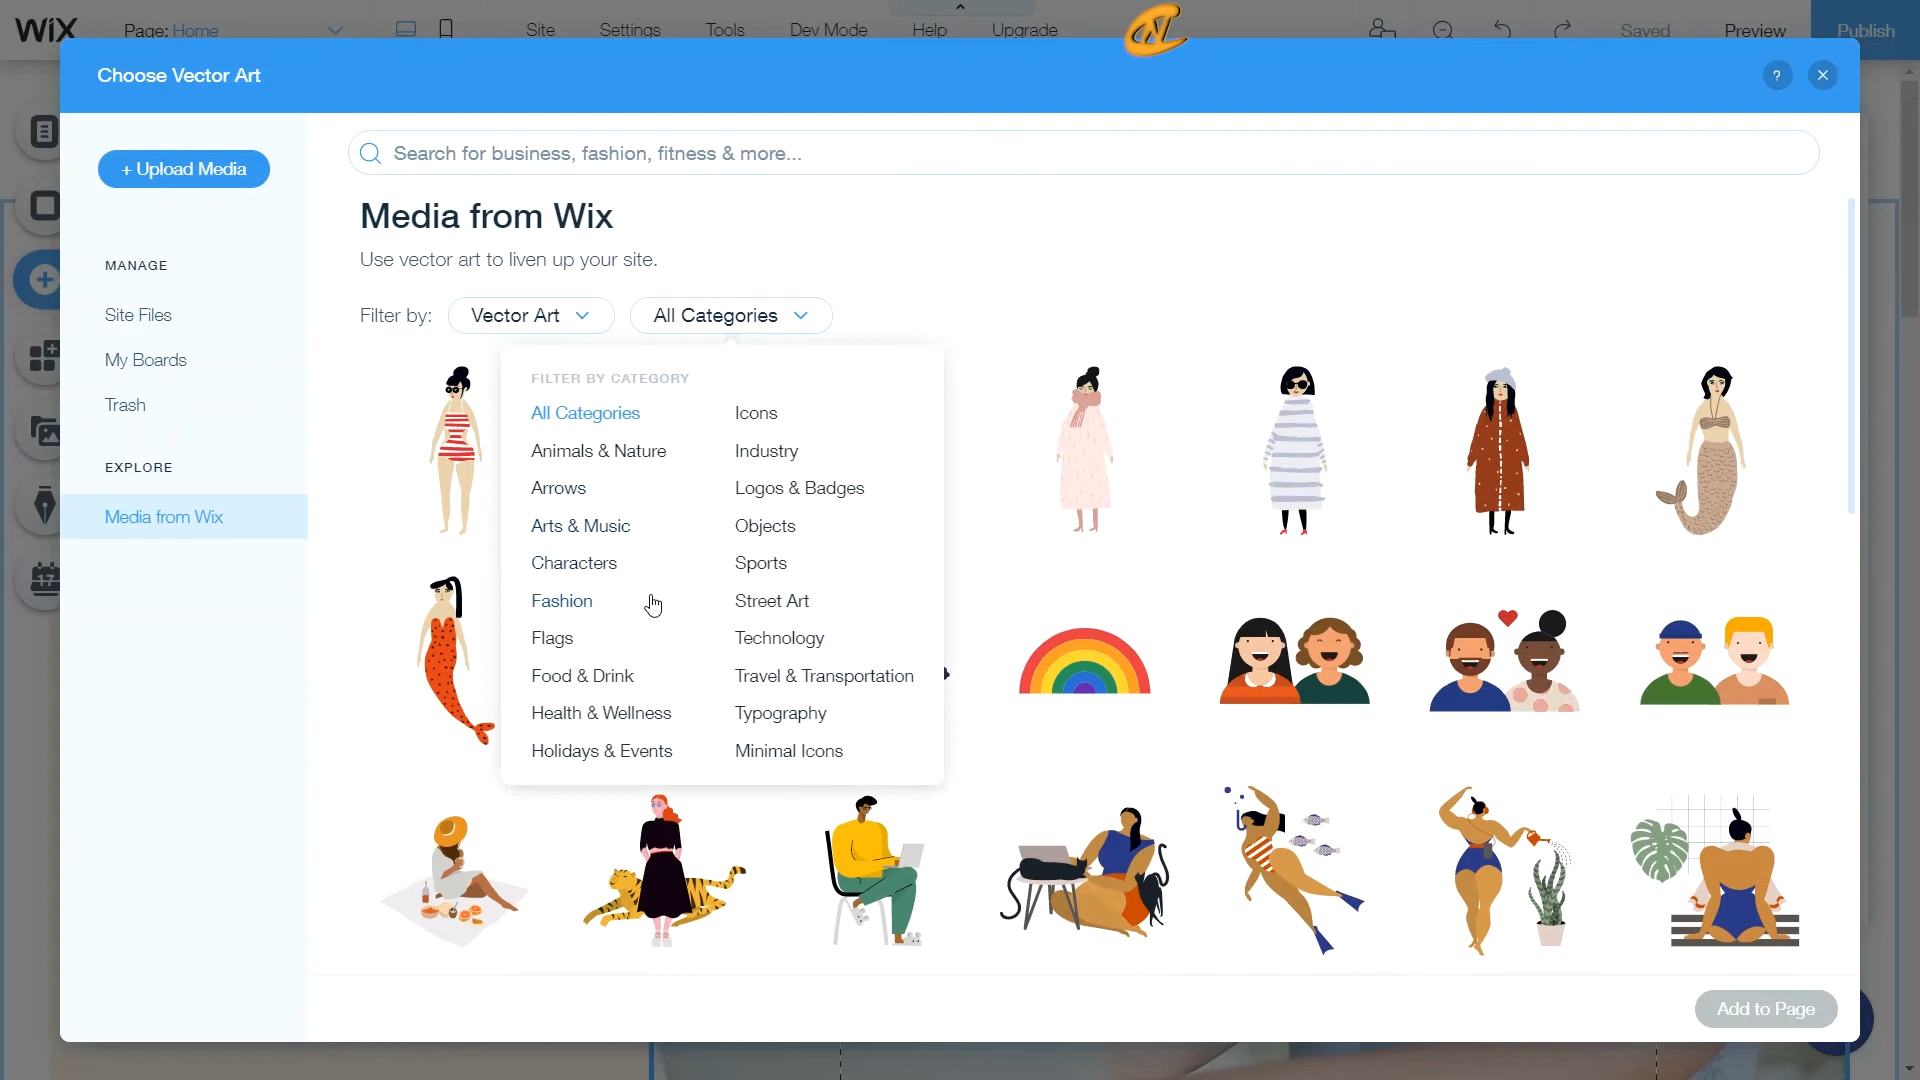 WiX
Page: Home
Site
Settings
Tools
Dev Mode
Help
Upgrade
Saved
Preview
Publish
Choose Vector Art
?
+ Upload Media
Search for business, fashion, fitness & more...
Media from Wix
Use vector art to liven up your site.
MANAGE
Site Files
My Boards
Trash
EXPLORE
Media from Wix
17
Filter by:
Vector Art
All Categories
FILTER BY CATEGORY
All Categories
Animals & Nature
Arrows
Arts & Music
Characters
Fashion
Flags
Food & Drink
Health & Wellness
Holidays & Events
Icons
Industry
Logos & Badges
Objects
Sports
Street Art
Technology
Travel & Transportation
Typography
Minimal Icons
Add to Page